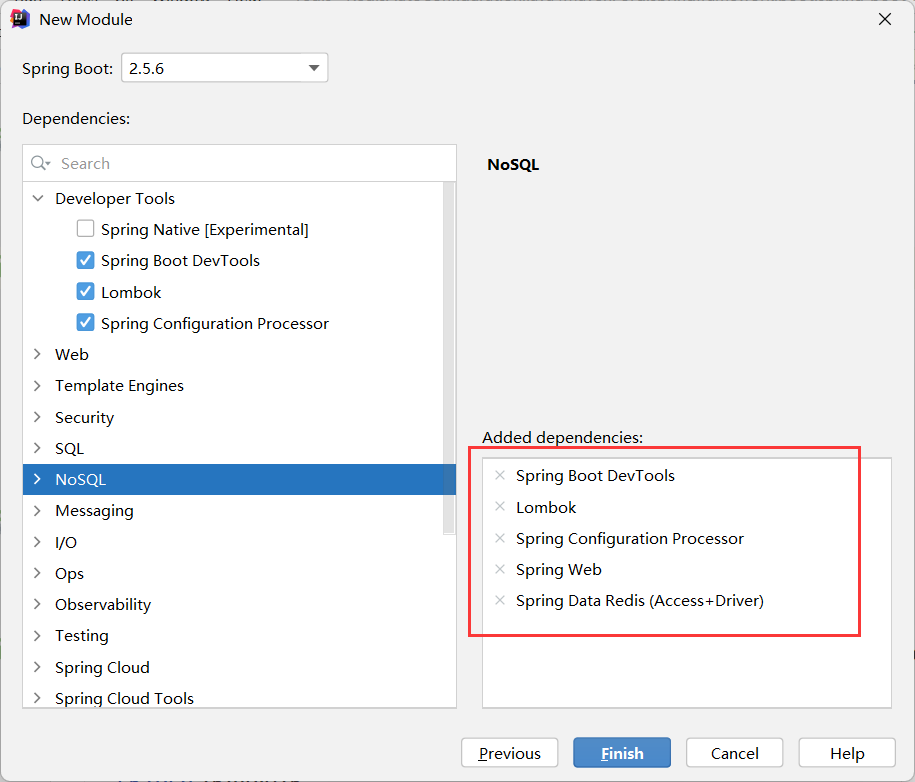 New Module
Spring Boot: 2.5.6
Dependencies:
Search
Developer Tools
Spring Native [Experimental]
Spring Boot DevTools
Lombok
Spring Configuration Processor
Web
Template Engines
Security
SQL
NoSQL
Messaging
I/O
Ops
Observability
Testing
Spring Cloud
Spring Cloud Tools
NoSQL
Added dependencies:
Spring Boot DevTools
Lombok
Spring Configuration Processor
Spring Web
Spring Data Redis (Access+Driver)
Previous Finish Cancel Help